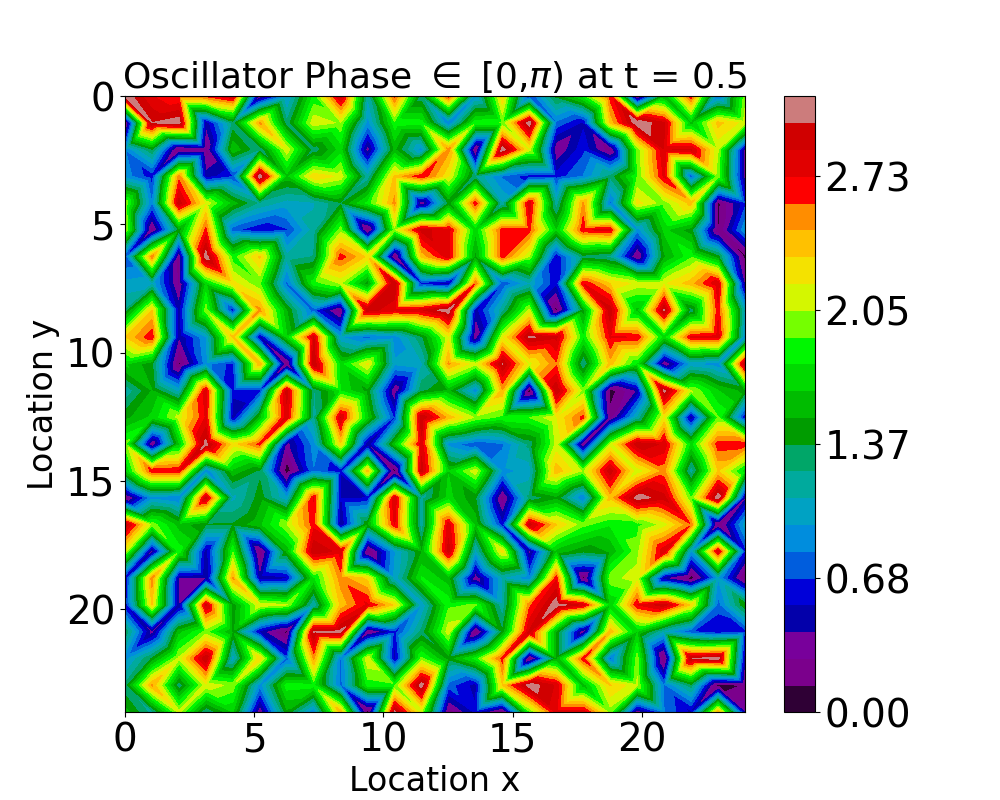 Oscillator Phase ∈ [0,π) at t = 0.5
0
5
10
15
20
Location y
0 5 10 15 20
Location x
2.73
2.05
1.37
0.68
0.00